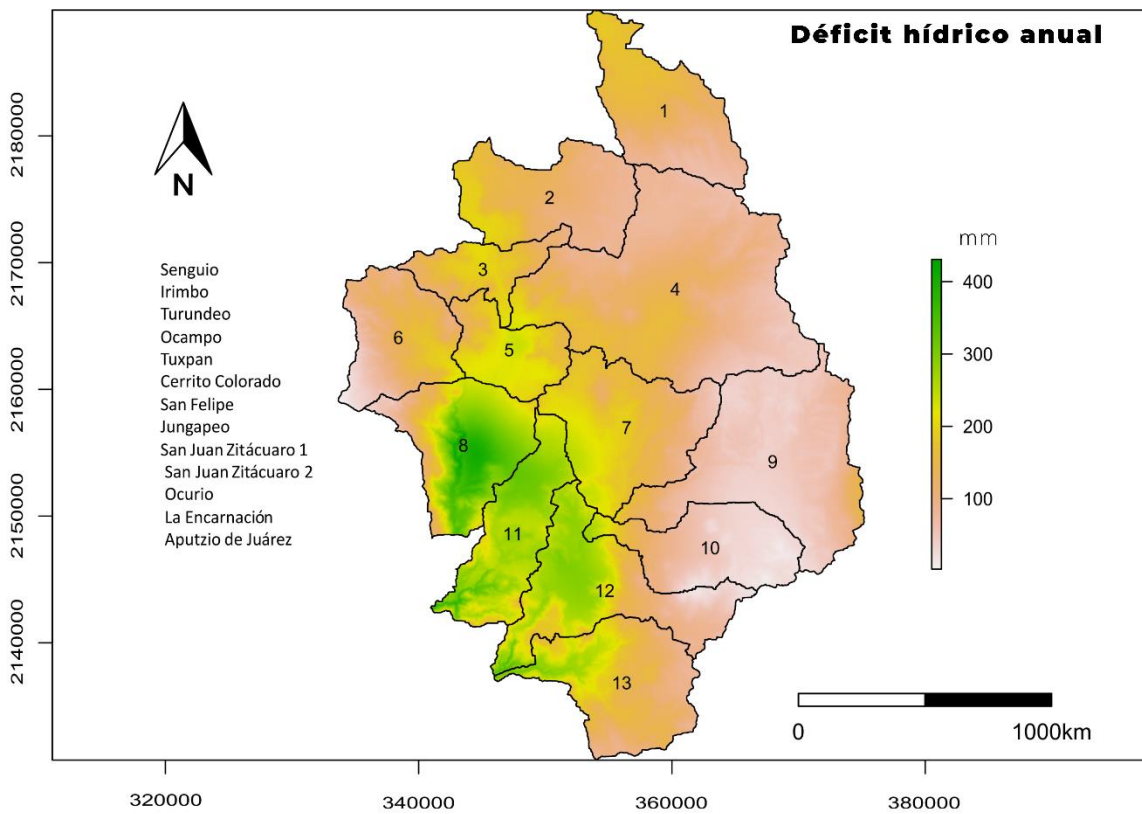 Déficit hídrico anual
N
Senguio
Irimbo
Turundeo
Ocampo
Tuxpan
Cerrito Colorado
San Felipe
Jungapeo
San Juan Zitácuaro 1
San Juan Zitácuaro 2
Ocurio
La Encarnación
Aputzio de Juárez
1
2
3
4
5
6
7
8
9
10
11
12
13
mm
400
300
200
100
0 1000km
2180000
2170000
2160000
2150000
2140000
320000 340000 360000 380000